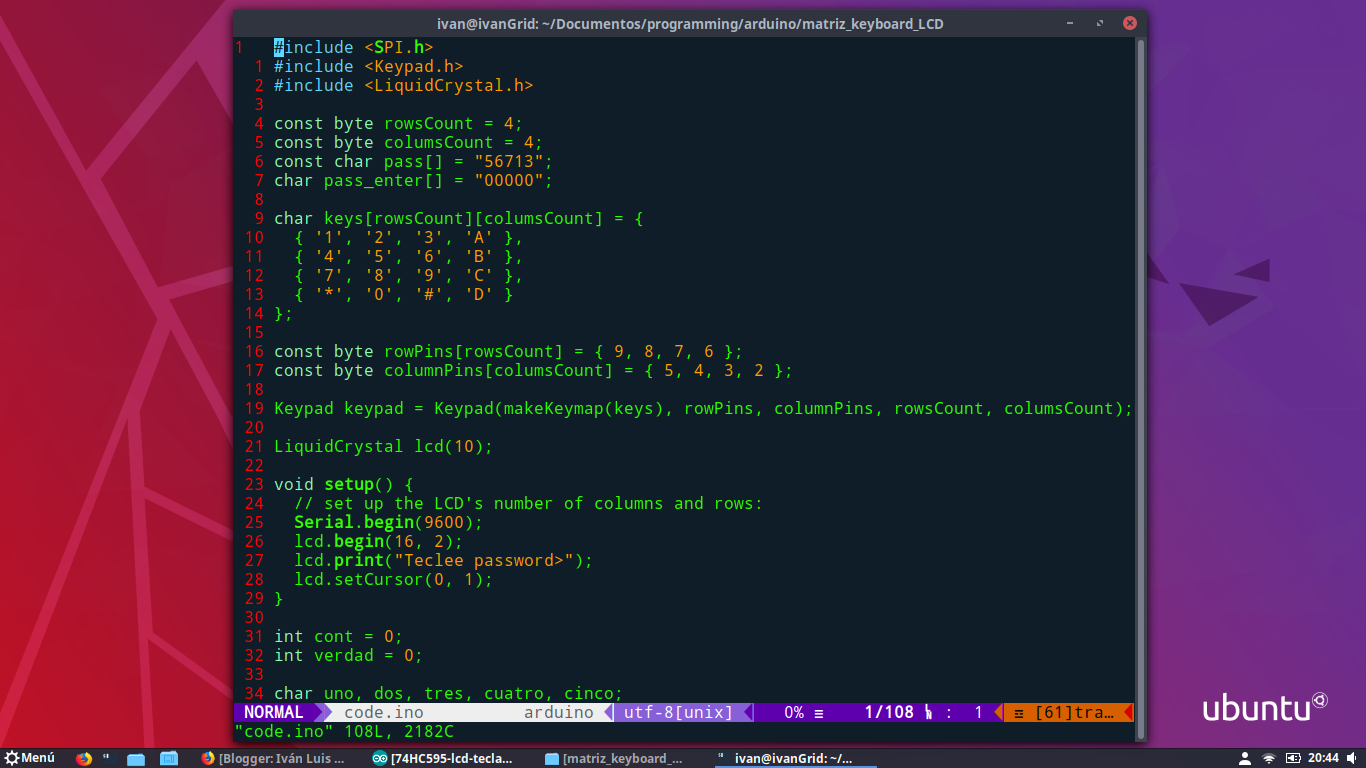 ivan@ivanGrid: ~/Documentos/programming/arduino/matriz_keyboard_LCD
1 #include <SPI.h>
1 #include <Keypad.h>
2 #include <LiquidCrystal.h>
3
4 const byte rowsCount = 4;
5 const byte columsCount = 4;
6 const char pass[] = "56713";
7 char pass_enter[] = "00000";
8
9 char keys[rowsCount][columsCount] = {
10 { '1', '2', '3', 'A' },
11 { '4', '5', '6', 'B' },
12 { '7', '8', '9', 'C' },
13 { '*', '0', '#', 'D' }
14 };
15
16 const byte rowPins[rowsCount] = { 9, 8, 7, 6 };
17 const byte columnPins[columsCount] = { 5, 4, 3, 2 };
18
19 Keypad keypad = Keypad(makeKeymap(keys), rowPins, columnPins, rowsCount, columsCount);
20
21 LiquidCrystal lcd(10);
22
23 void setup() {
24 // set up the LCD's number of columns and rows:
25 Serial.begin(9600);
26 lcd.begin(16, 2);
27 lcd.print("Teclee password>");
28 lcd.setCursor(0, 1);
29 }
30
31 int cont = 0;
32 int verdad = 0;
33
34 char uno, dos, tres, cuatro, cinco;
NORMAL code.ino arduino utf-8[unix] 0% ≡ 1/108 ㏑ : 1 ≡ [61]tra…
"code.ino" 108L, 2182C
ubuntu
Menú [Blogger: Iván Luis ... [74HC595-lcd-tecla... [matriz_keyboard_... ivan@ivanGrid: ~/... 20:44